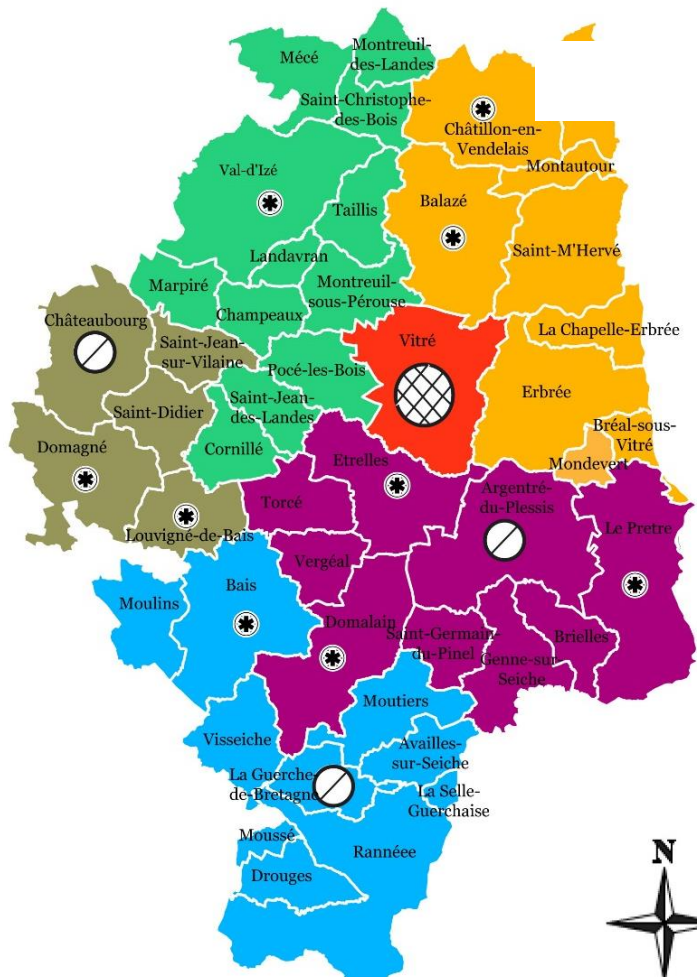 Montreuil-
des-Landes
Mécé
Saint-Christophe-
des-Bois
Châtillon-en-
Vendelais
Montautour
Val-d'Izé
Taillis
Balazé
Saint-M'Hervé
Landavran
Marpiré
Montreuil-
sous-Pérouse
Champeaux
Châteaubourg
Saint-Jean-
sur-Vilaine
Vitré
La Chapelle-Erbrée
Pocé-les-Bois
Erbrée
Saint-Jean-
des-Landes
Saint-Didier
Bréal-sous-
Vitré
Domagné
Cornillé
Mondevert
Etrelles
Argentré-
du-Plessis
Torcé
Le Pretre
Louvigné-de-Bais
Vergéal
Bais
Moulins
Domalain
Saint-Germain-
du-Pinel
Brielles
Genne-sur-
Seiche
Moutiers
Visseiche
Availles-
sur-Seiche
La Guerche-
de-Bretagne
La Selle-
Guerchaise
Moussé
Rannéee
Drouges
N